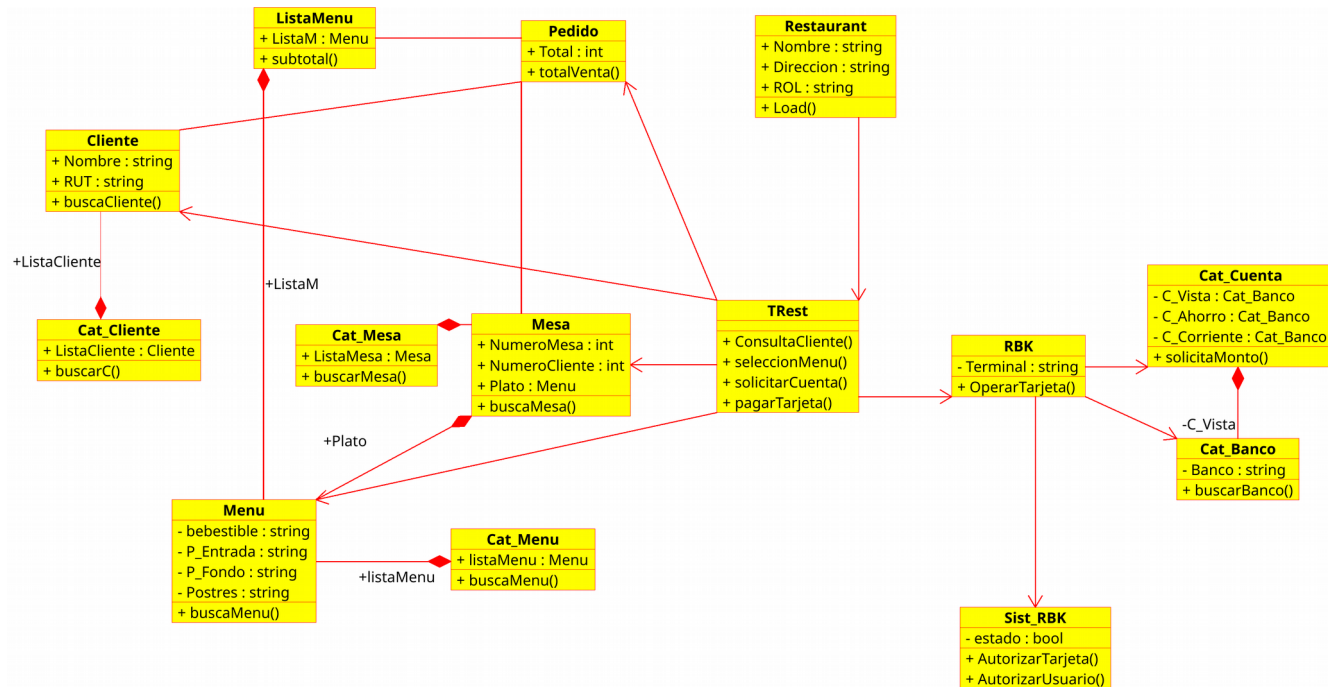 ListaMenu
+ ListaM : Menu
+ subtotal()
Pedido
+ Total : int
+ totalVenta()
Restaurant
+ Nombre : string
+ Direccion : string
+ ROL : string
+ Load()
Cliente
+ Nombre : string
+ RUT : string
+ buscaCliente()
+ListaCliente
+ListaM
Cat_Cliente
+ ListaCliente : Cliente
+ buscarC()
Cat_Mesa
+ ListaMesa : Mesa
+ buscarMesa()
Mesa
+ NumeroMesa : int
+ NumeroCliente : int
+ Plato : Menu
+ buscaMesa()
TRest
+ ConsultaCliente()
+ seleccionMenu()
+ solicitarCuenta()
+ pagarTarjeta()
RBK
- Terminal : string
+ OperarTarjeta()
Cat_Cuenta
- C_Vista : Cat_Banco
- C_Ahorro : Cat_Banco
- C_Corriente : Cat_Banco
+ solicitaMonto()
-C_Vista
Cat_Banco
- Banco : string
+ buscarBanco()
+Plato
Menu
- bebestible : string
- P_Entrada : string
- P_Fondo : string
- Postres : string
+ buscaMenu()
+listaMenu
Cat_Menu
+ listaMenu : Menu
+ buscaMenu()
Sist_RBK
- estado : bool
+ AutorizarTarjeta()
+ AutorizarUsuario()